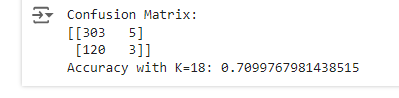 Confusion Matrix:
[[303   5]
 [120   3]]
Accuracy with K=18: 0.7099767981438515